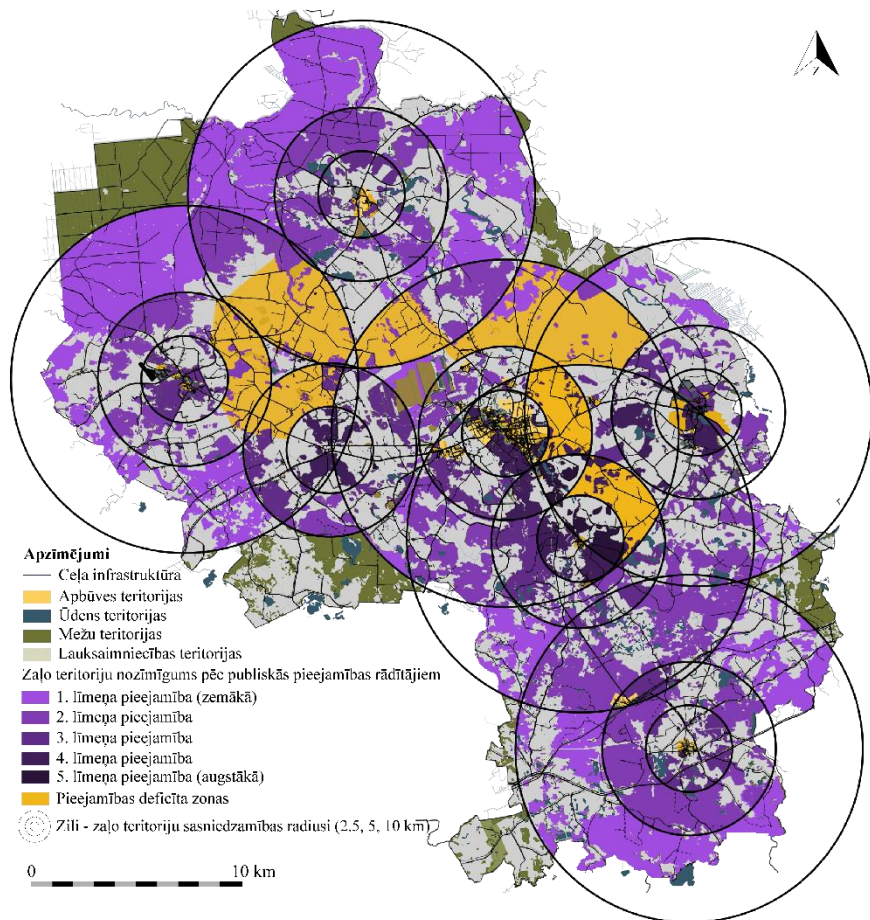 Apzīmējumi
Ceļa infrastruktūra
Apbūves teritorijas
Ūdens teritorijas
Mežu teritorijas
Lauksaimniecības teritorijas
Zaļo teritoriju nozīmīgums pēc publiskās pieejamības rādītājiem
1. līmeņa pieejamība (zemākā)
2. līmeņa pieejamība
3. līmeņa pieejamība
4. līmeņa pieejamība
5. līmeņa pieejamība (augstākā)
Pieejamības deficīta zonas
Zili - zaļo teritoriju sasniedzamības radiusi (2.5, 5, 10 km)
0 10 km